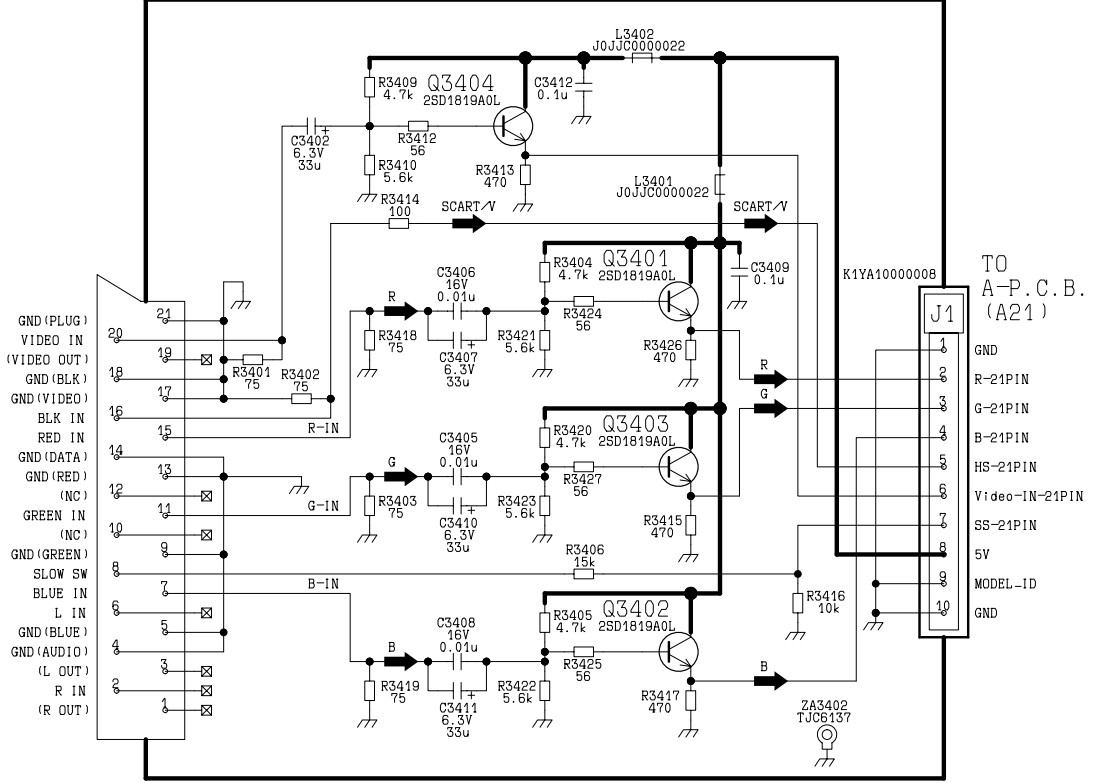 L3402
J0JJC0000022
R3409
4.7k
Q3404
2SD1819A0L
C3412
0.1u
C3402
6.3V
33u
R3412
56
R3410
5.6k
R3413
470
L3401
J0JJC0000022
R3414
100
SCART/V
SCART/V
R3404
4.7k
Q3401
2SD1819A0L
C3409
0.1u
K1YA10000008
TO
A-P.C.B.
(A21)
J1
C3406
16V
0.01u
R
R3418
75
C3407
6.3V
33u
R3421
5.6k
R3424
56
R3426
470
R
G
GND(PLUG) 21
VIDEO IN 20
(VIDEO OUT) 19
GND(BLK) 18
GND(VIDEO) 17
BLK IN 16
RED IN 15
GND(DATA) 14
GND(RED) 13
(NC) 12
GREEN IN 11
(NC) 10
GND(GREEN) 9
SLOW SW 8
BLUE IN 7
L IN 6
GND(BLUE) 5
GND(AUDIO) 4
(L OUT) 3
R IN 2
(R OUT) 1
R3401
75
R3402
75
R-IN
G-IN
B-IN
R3420
4.7k
Q3403
2SD1819A0L
C3405
16V
0.01u
G
R3403
75
C3410
6.3V
33u
R3423
5.6k
R3427
56
R3415
470
R3406
15k
R3416
10k
R3405
4.7k
Q3402
2SD1819A0L
C3408
16V
0.01u
B
R3419
75
C3411
6.3V
33u
R3422
5.6k
R3425
56
R3417
470
B
ZA3402
TJC6137
1 GND
2 R-21PIN
3 G-21PIN
4 B-21PIN
5 HS-21PIN
6 Video-IN-21PIN
7 SS-21PIN
8 5V
9 MODEL_ID
10 GND